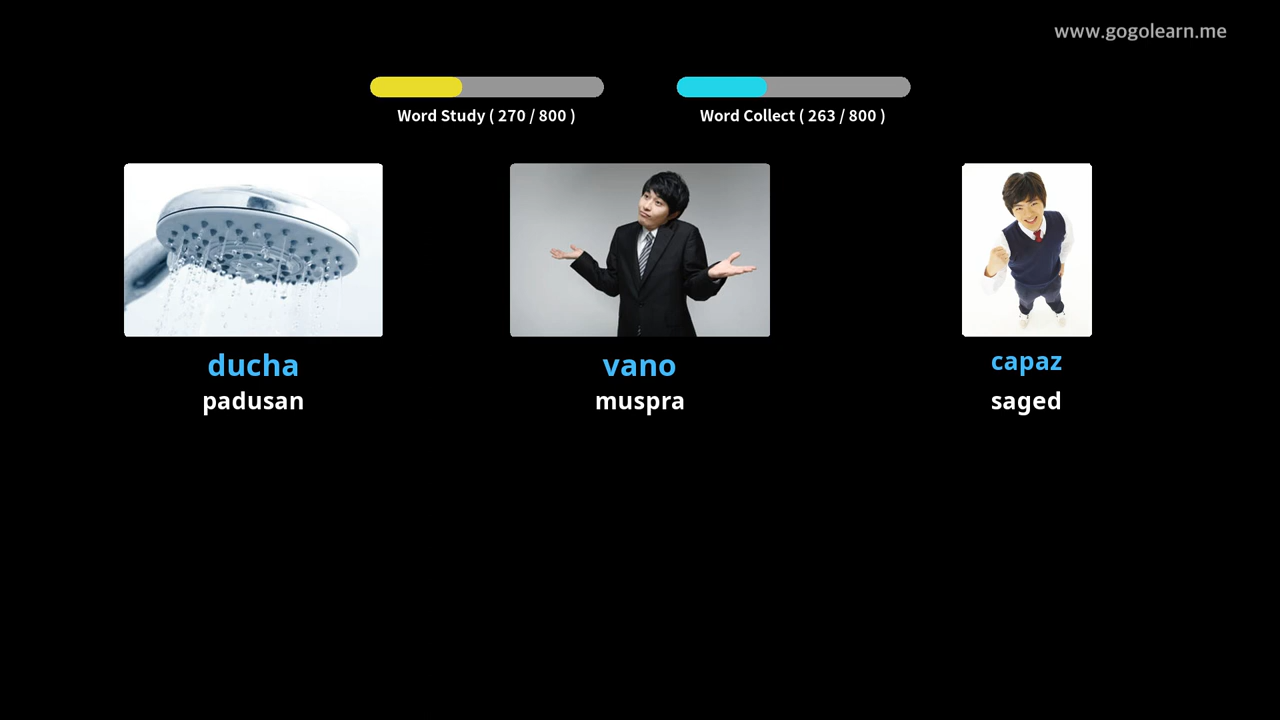 www.gogolearn.me
Word Study ( 270 / 800 )
Word Collect ( 263 / 800 )
ducha
padusan
vano
muspra
capaz
saged